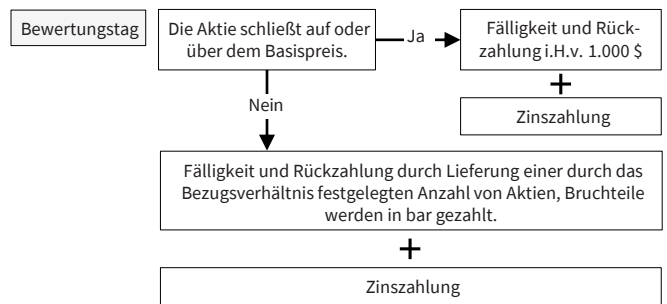 Bewertungstag
Die Aktie schließt auf oder
über dem Basispreis.
Ja
Fälligkeit und Rück-
zahlung i.H.v. 1.000 $
+
Zinszahlung
Nein
Fälligkeit und Rückzahlung durch Lieferung einer durch das
Bezugsverhältnis festgelegten Anzahl von Aktien, Bruchteile
werden in bar gezahlt.
+
Zinszahlung